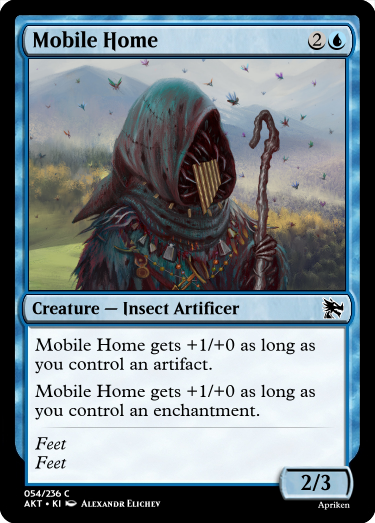 Mobile Home 2
Creature — Insect Artificer
Mobile Home gets +1/+0 as long as
you control an artifact.
Mobile Home gets +1/+0 as long as
you control an enchantment.
Feet
Feet
2/3
054/236 C
AKT • KI Alexandr Elichev
Apriken